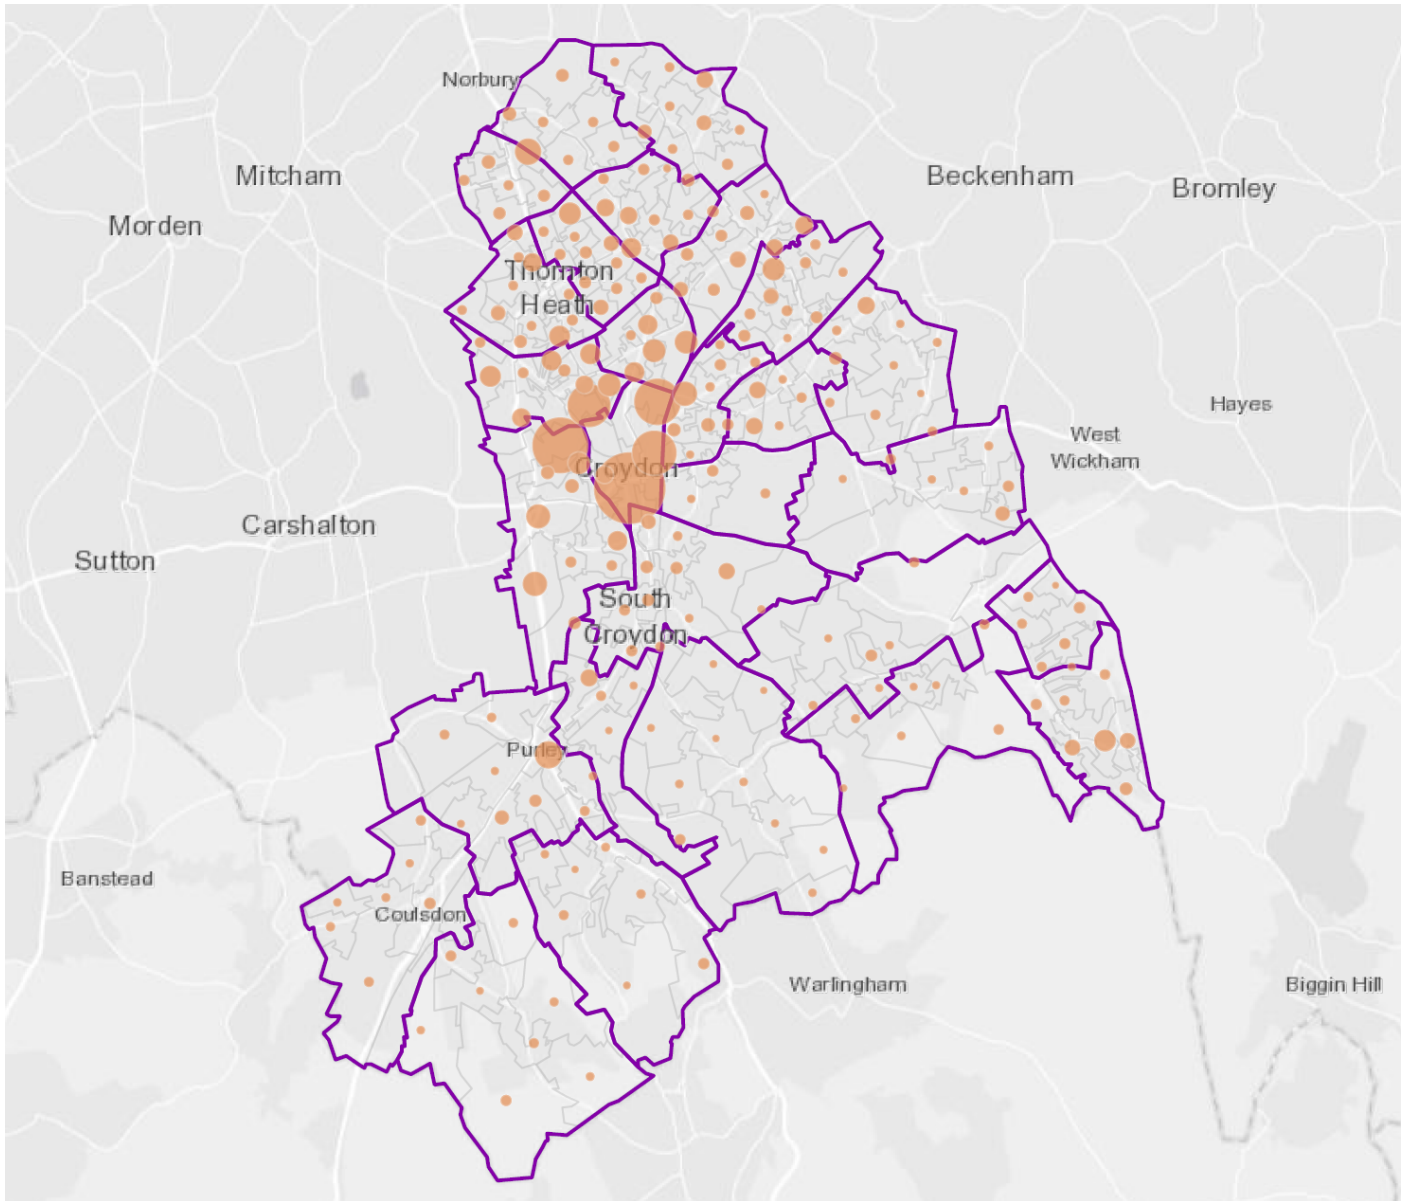 Norbury
Mitcham
Beckenham
Bromley
Morden
Thornton
Heath
Hayes
West
Wickham
Croydon
Carshalton
Sutton
South
Croydon
Purley
Banstead
Coulsdon
Warlingham
Biggin Hill